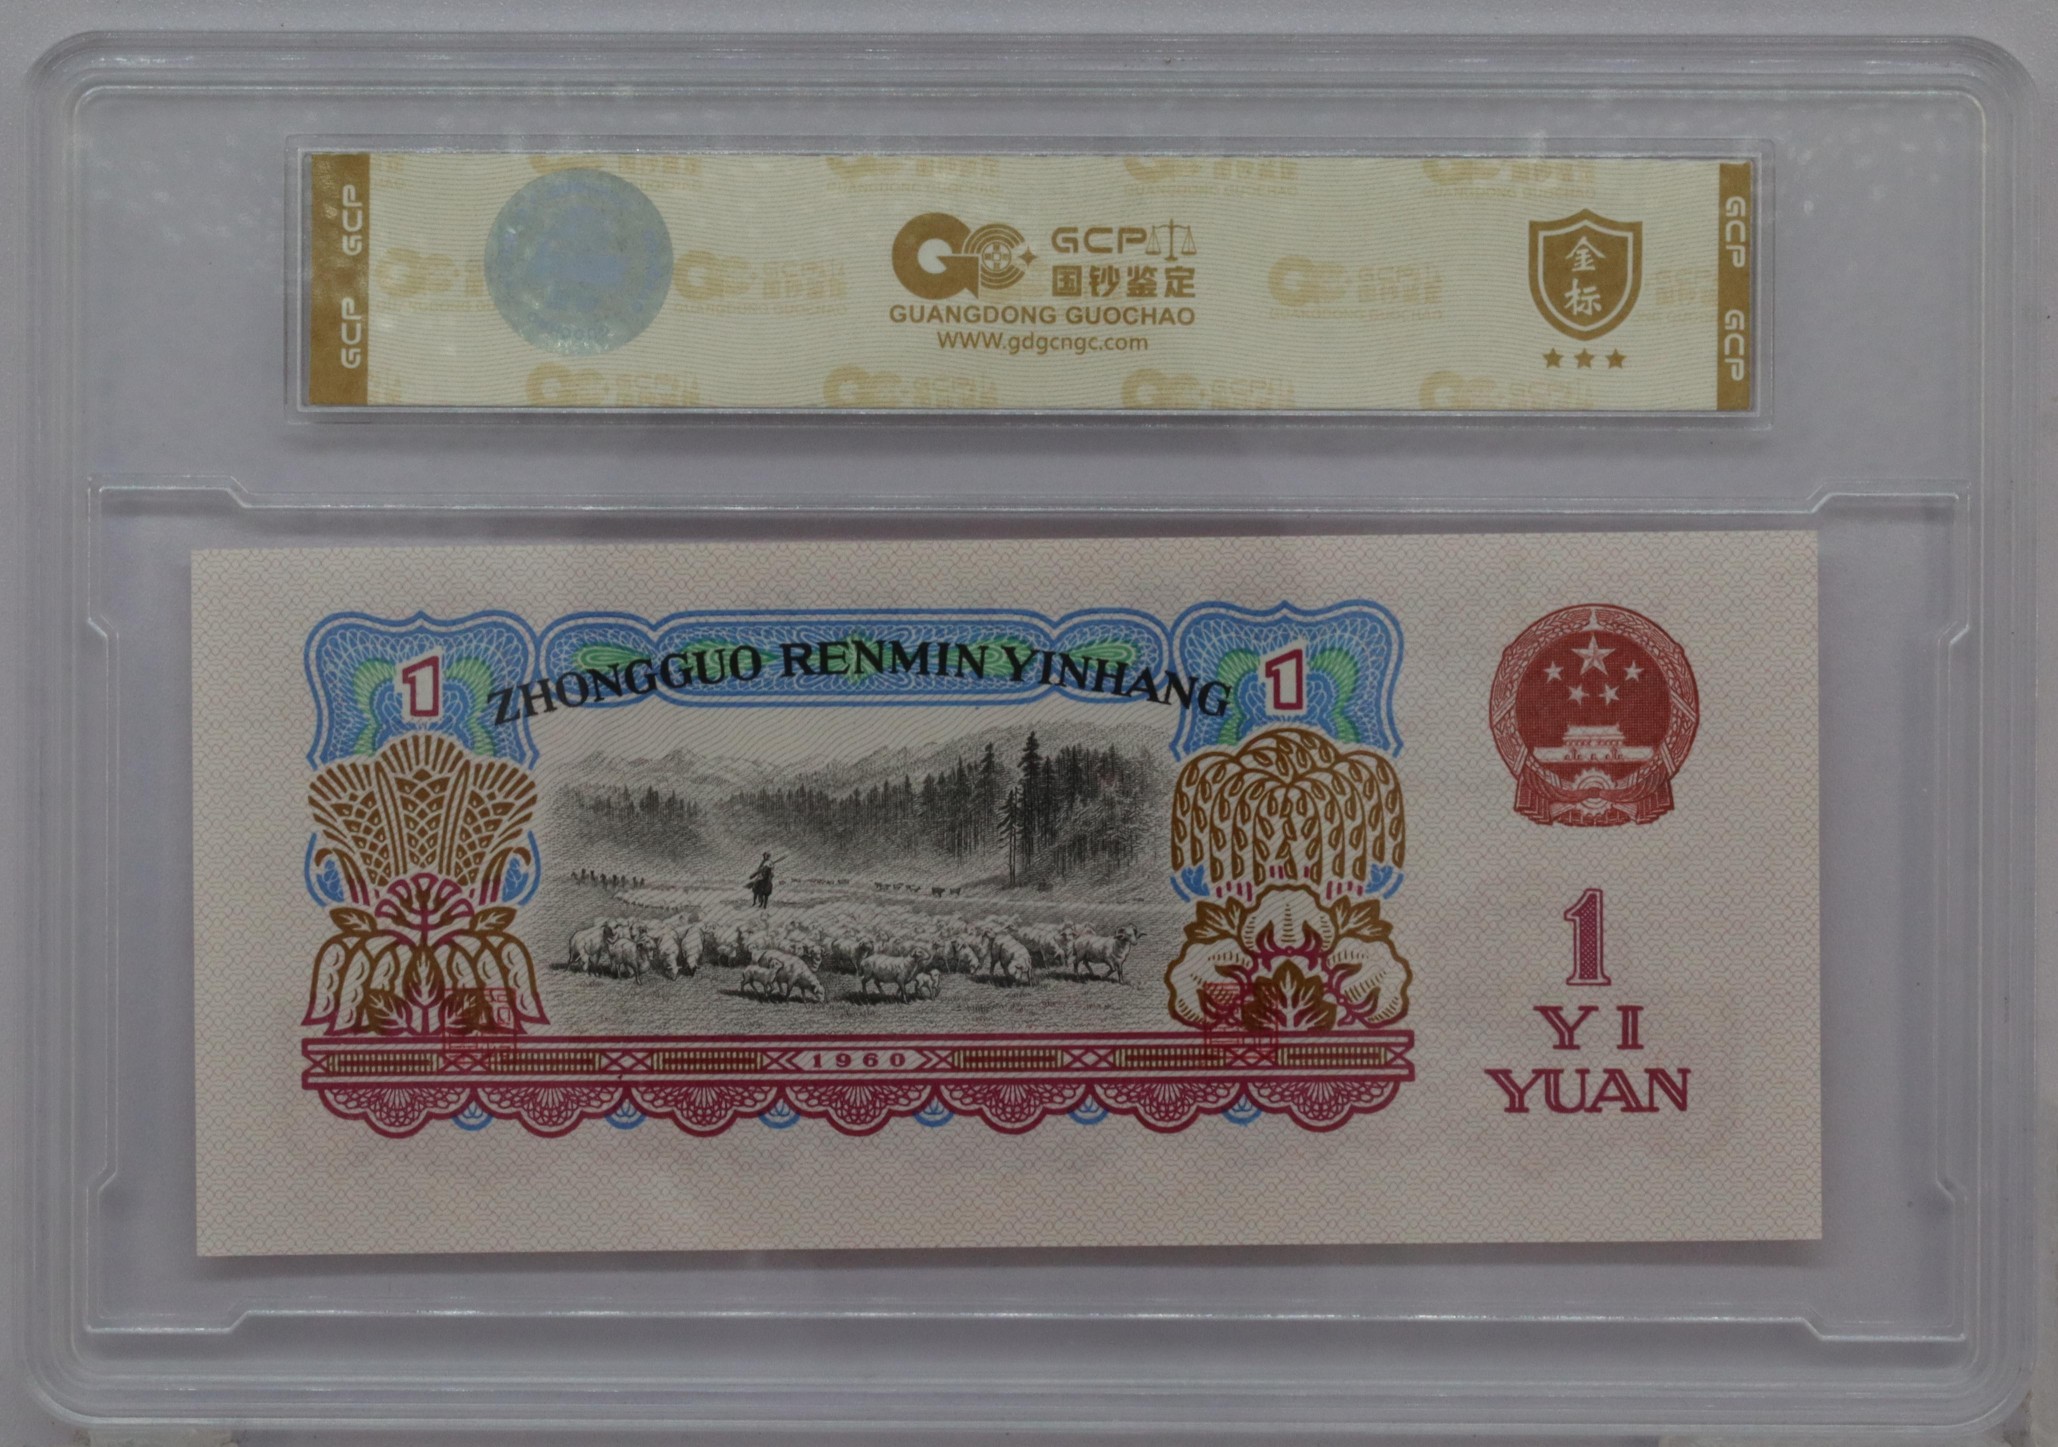 GCP
GCP
GCP
国钞鉴定
GUANGDONG GUOCHAO
WWW.gdgcngc.com
金
标
GCP
GCP
1
ZHONGGUO RENMIN YINHANG
1
1960
1
YI
YUAN